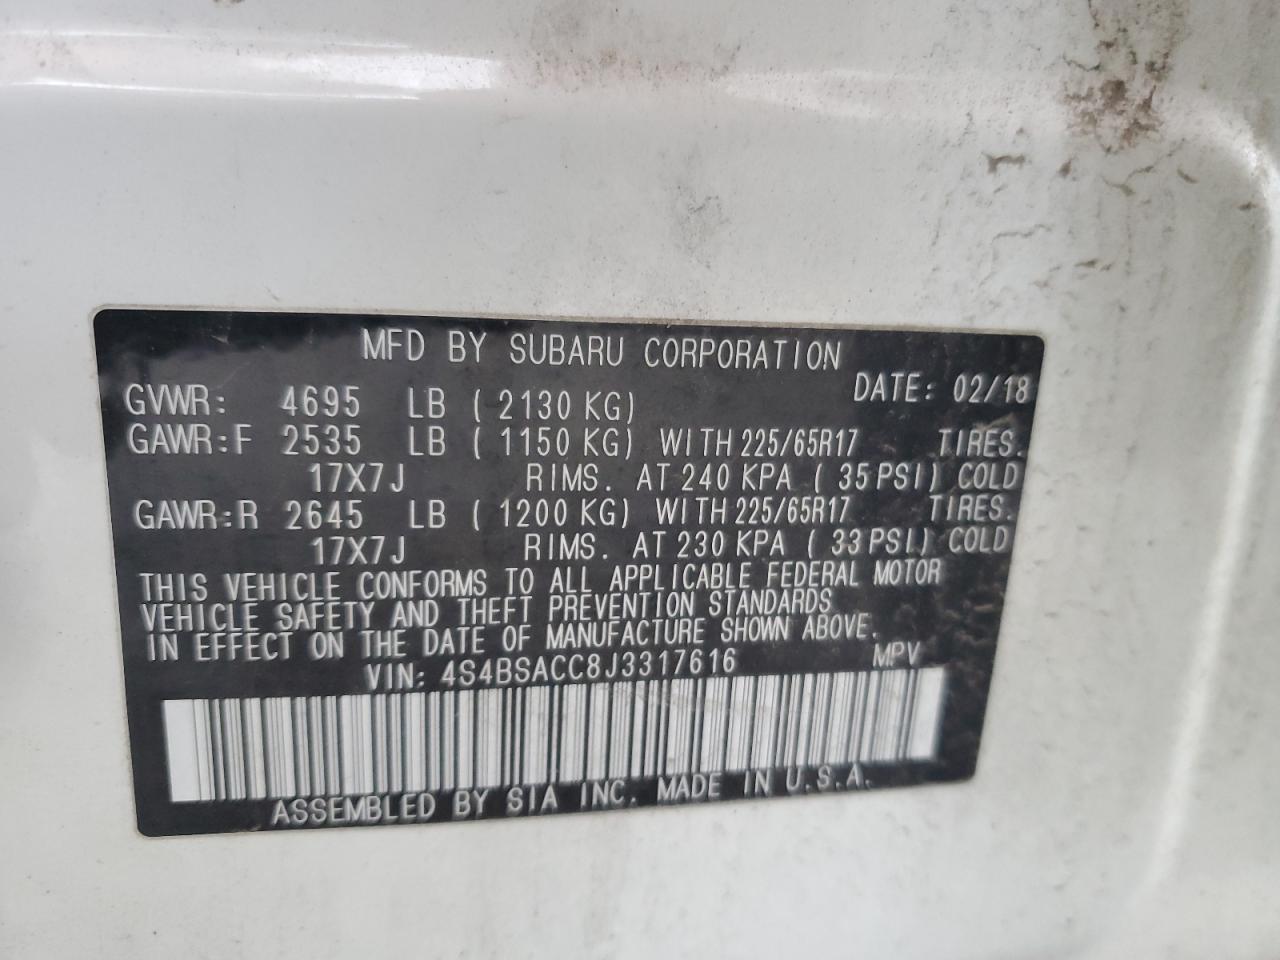 MFD BY SUBARU CORPORATION
DATE: 02/18
GVWR: 4695 LB ( 2130 KG)
GAWR:F 2535 LB ( 1150 KG) WITH 225/65R17 TIRES.
17X7J RIMS. AT 240 KPA ( 35 PSI) COLD
GAWR:R 2645 LB ( 1200 KG) WITH 225/65R17 TIRES.
17X7J RIMS. AT 230 KPA ( 33 PSI) COLD
THIS VEHICLE CONFORMS TO ALL APPLICABLE FEDERAL MOTOR
VEHICLE SAFETY AND THEFT PREVENTION STANDARDS
IN EFFECT ON THE DATE OF MANUFACTURE SHOWN ABOVE.
VIN: 4S4BSACC8J3317616 MPV
ASSEMBLED BY SIA INC. MADE IN U.S.A.